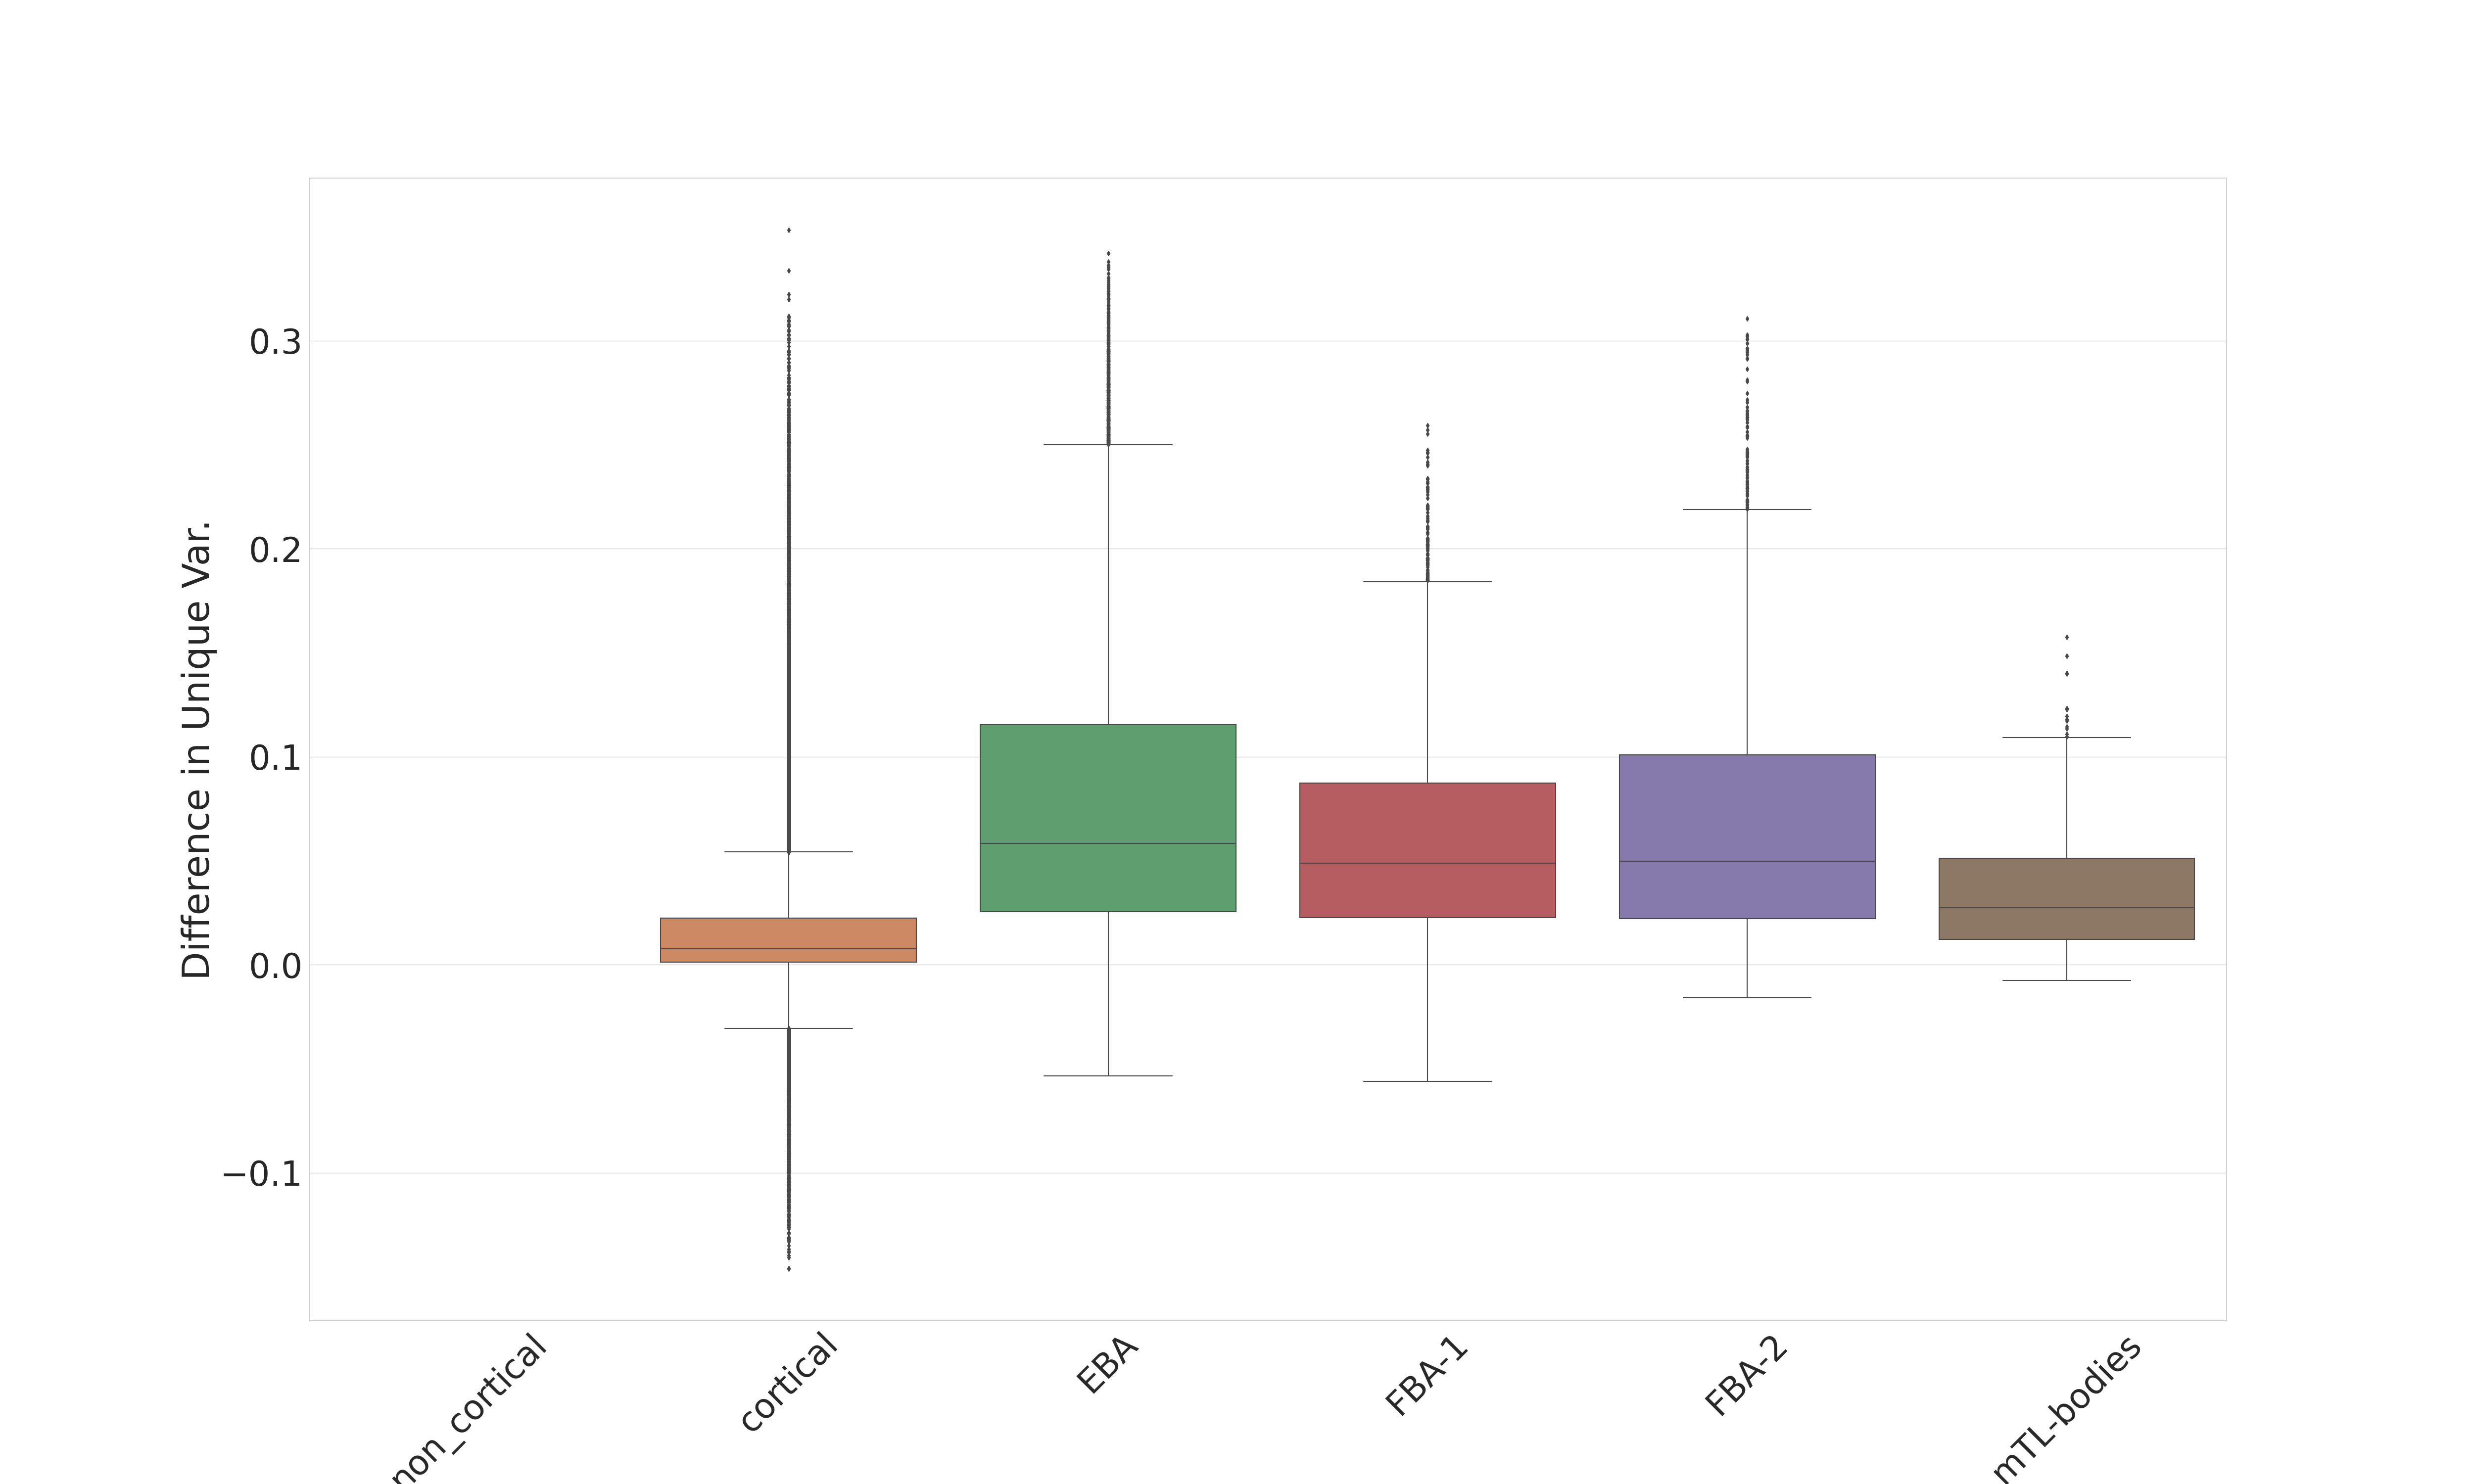 Difference in Unique Var.
0.3
0.2
0.1
0.0
−0.1
non_cortical
cortical
EBA
FBA-1
FBA-2
mTL-bodies